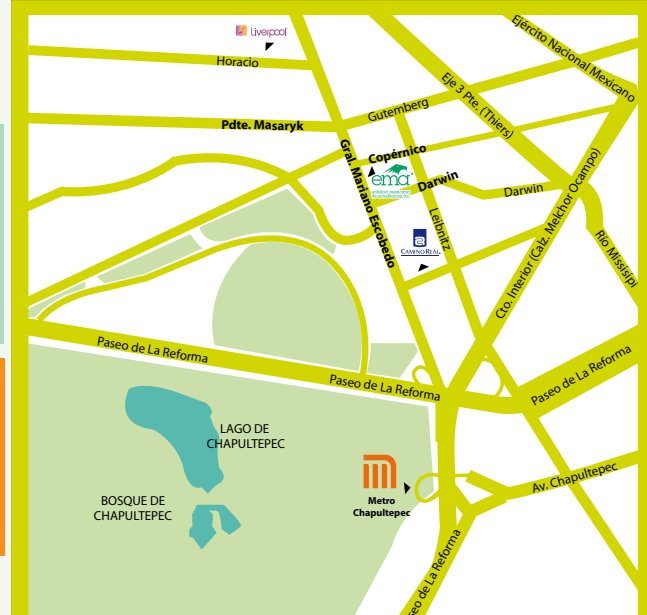 Liverpool
Horacio
Ejército Nacional Mexicano
Eje 3 Pte. (Thiers)
Gutemberg
Pdte. Masaryk
Copérnico
ema
Darwin
Darwin
Gral. Mariano Escobedo
Leibnitz
CAMINO REAL
Cto. Interior (Calz. Melchor Ocampo)
Río Missisipi
Paseo de La Reforma
Paseo de La Reforma
Paseo de La Reforma
LAGO DE
CHAPULTEPEC
BOSQUE DE
CHAPULTEPEC
Metro
Chapultepec
Av. Chapultepec
eo de La Reforma